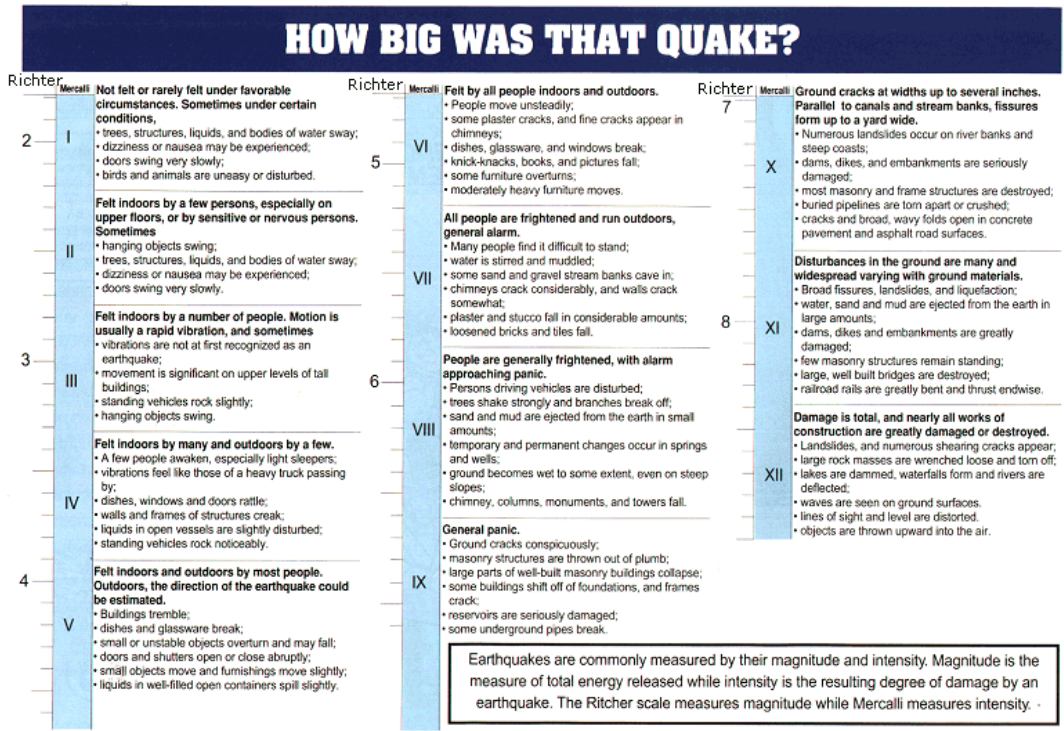 HOW BIG WAS THAT QUAKE?
Richter
Mercalli
Not felt or rarely felt under favorable
circumstances. Sometimes under certain
conditions,
• trees, structures, liquids, and bodies of water sway;
• dizziness or nausea may be experienced;
• doors swing very slowly;
• birds and animals are uneasy or disturbed.
2
I
Felt indoors by a few persons, especially on
upper floors, or by sensitive or nervous persons.
Sometimes
• hanging objects swing;
• trees, structures, liquids, and bodies of water sway;
• dizziness or nausea may be experienced;
• doors swing very slowly.
II
Felt indoors by a number of people. Motion is
usually a rapid vibration, and sometimes
• vibrations are not at first recognized as an
earthquake;
• movement is significant on upper levels of tall
buildings;
• standing vehicles rock slightly;
• hanging objects swing.
3
III
Felt indoors by many and outdoors by a few.
• A few people awaken, especially light sleepers;
• vibrations feel like those of a heavy truck passing
by;
• dishes, windows and doors rattle;
• walls and frames of structures creak;
• liquids in open vessels are slightly disturbed;
• standing vehicles rock noticeably.
IV
Felt indoors and outdoors by most people.
Outdoors, the direction of the earthquake could
be estimated.
• Buildings tremble;
• dishes and glassware break;
• small or unstable objects overturn and may fall;
• doors and shutters open or close abruptly;
• small objects move and furnishings move slightly;
• liquids in well-filled open containers spill slightly.
4
V
Richter
Mercalli
Felt by all people indoors and outdoors.
• People move unsteadily;
• some plaster cracks, and fine cracks appear in
chimneys;
• dishes, glassware, and windows break;
• knick-knacks, books, and pictures fall;
• some furniture overturns;
• moderately heavy furniture moves.
VI
5
All people are frightened and run outdoors,
general alarm.
• Many people find it difficult to stand;
• water is stirred and muddled;
• some sand and gravel stream banks cave in;
• chimneys crack considerably, and walls crack
somewhat;
• plaster and stucco fall in considerable amounts;
• loosened bricks and tiles fall.
VII
People are generally frightened, with alarm
approaching panic.
• Persons driving vehicles are disturbed;
• trees shake strongly and branches break off;
• sand and mud are ejected from the earth in small
amounts;
• temporary and permanent changes occur in springs
and wells;
• ground becomes wet to some extent, even on steep
slopes;
• chimney, columns, monuments, and towers fall.
6
VIII
General panic.
• Ground cracks conspicuously;
• masonry structures are thrown out of plumb;
• large parts of well-built masonry buildings collapse;
• some buildings shift off of foundations, and frames
crack;
• reservoirs are seriously damaged;
• some underground pipes break.
IX
Richter
Mercalli
7
Ground cracks at widths up to several inches.
Parallel to canals and stream banks, fissures
form up to a yard wide.
• Numerous landslides occur on river banks and
steep coasts;
• dams, dikes, and embankments are seriously
damaged;
• most masonry and frame structures are destroyed;
• buried pipelines are torn apart or crushed;
• cracks and broad, wavy folds open in concrete
pavement and asphalt road surfaces.
X
Disturbances in the ground are many and
widespread varying with ground materials.
• Broad fissures, landslides, and liquefaction;
• water, sand and mud are ejected from the earth in
large amounts;
• dams, dikes and embankments are greatly
damaged;
• few masonry structures remain standing;
• large, well built bridges are destroyed;
• railroad rails are greatly bent and thrust endwise.
8
XI
Damage is total, and nearly all works of
construction are greatly damaged or destroyed.
• Landslides, and numerous shearing cracks appear;
• large rock masses are wrenched loose and torn off;
• lakes are dammed, waterfalls form and rivers are
deflected;
• waves are seen on ground surfaces.
• lines of sight and level are distorted.
• objects are thrown upward into the air.
XII
Earthquakes are commonly measured by their magnitude and intensity. Magnitude is the
measure of total energy released while intensity is the resulting degree of damage by an
earthquake. The Ritcher scale measures magnitude while Mercalli measures intensity.